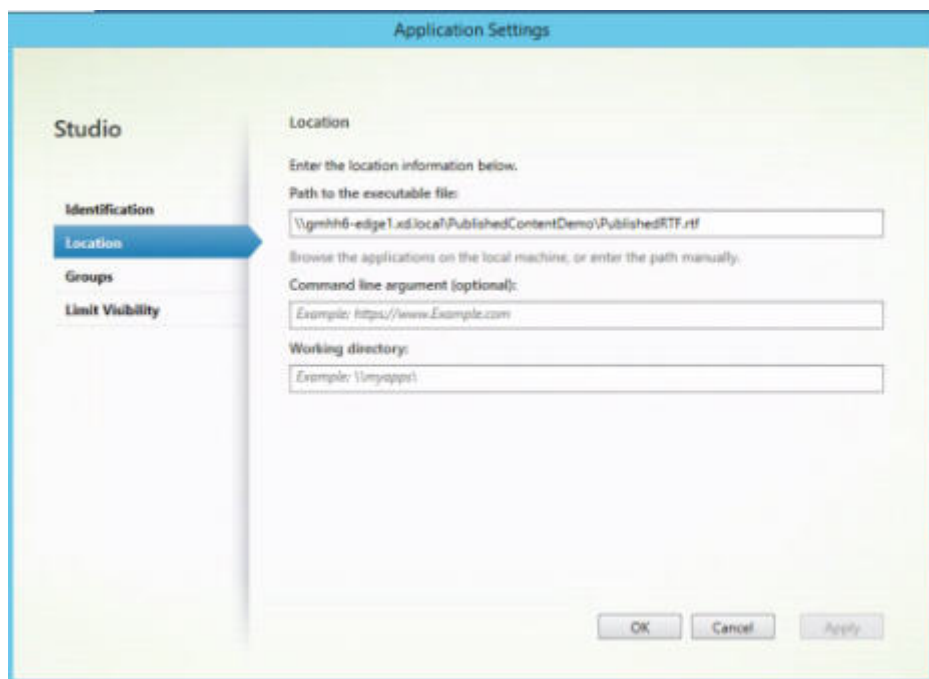 Application Settings
Studio
Identification
Location
Groups
Limit Visibility
Location
Enter the location information below.
Path to the executable file:
\\gmhh6-edge1.xd.local\PublishedContentDemo\PublishedRTF.rtf
Browse the applications on the local machine, or enter the path manually.
Command line argument (optional):
Example: https://www.Example.com
Working directory:
Example: \\myapps\
OK
Cancel
Apply